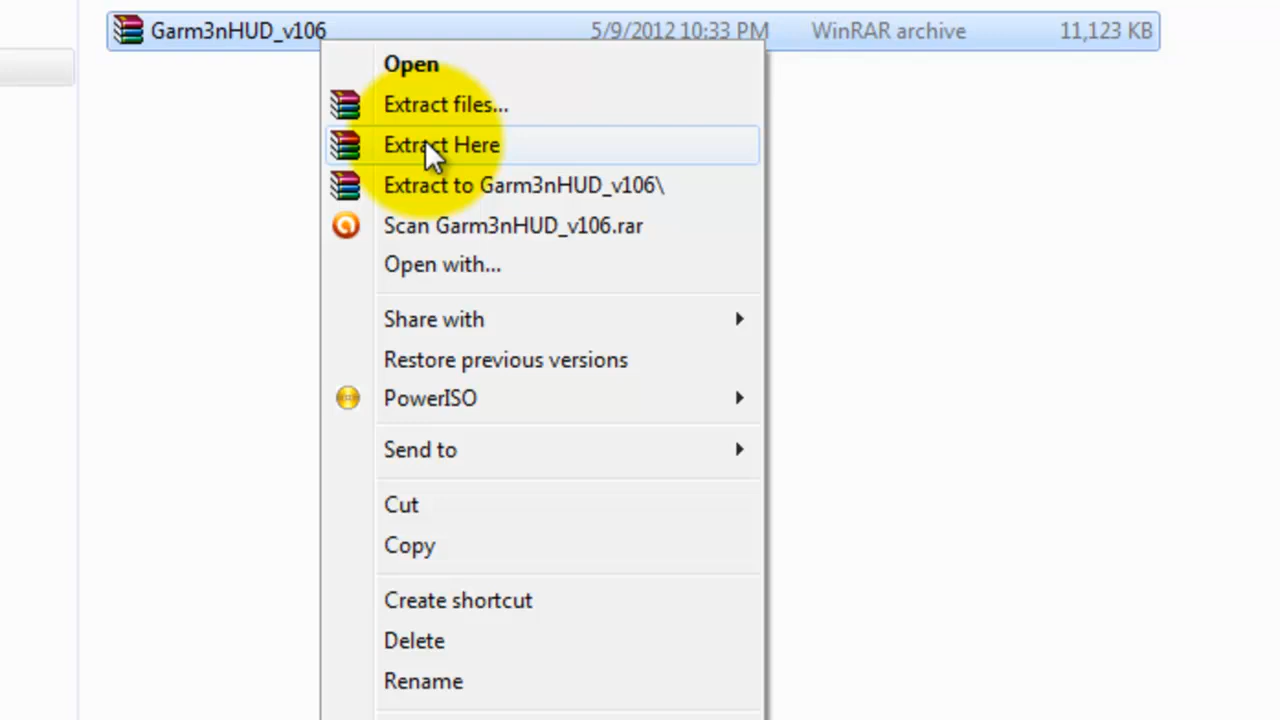 Garm3nHUD_v106 5/9/2012 10:33 PM WinRAR archive 11,123 KB
Open
Extract files...
Extract Here
Extract to Garm3nHUD_v106\
Scan Garm3nHUD_v106.rar
Open with...
Share with
Restore previous versions
PowerISO
Send to
Cut
Copy
Create shortcut
Delete
Rename